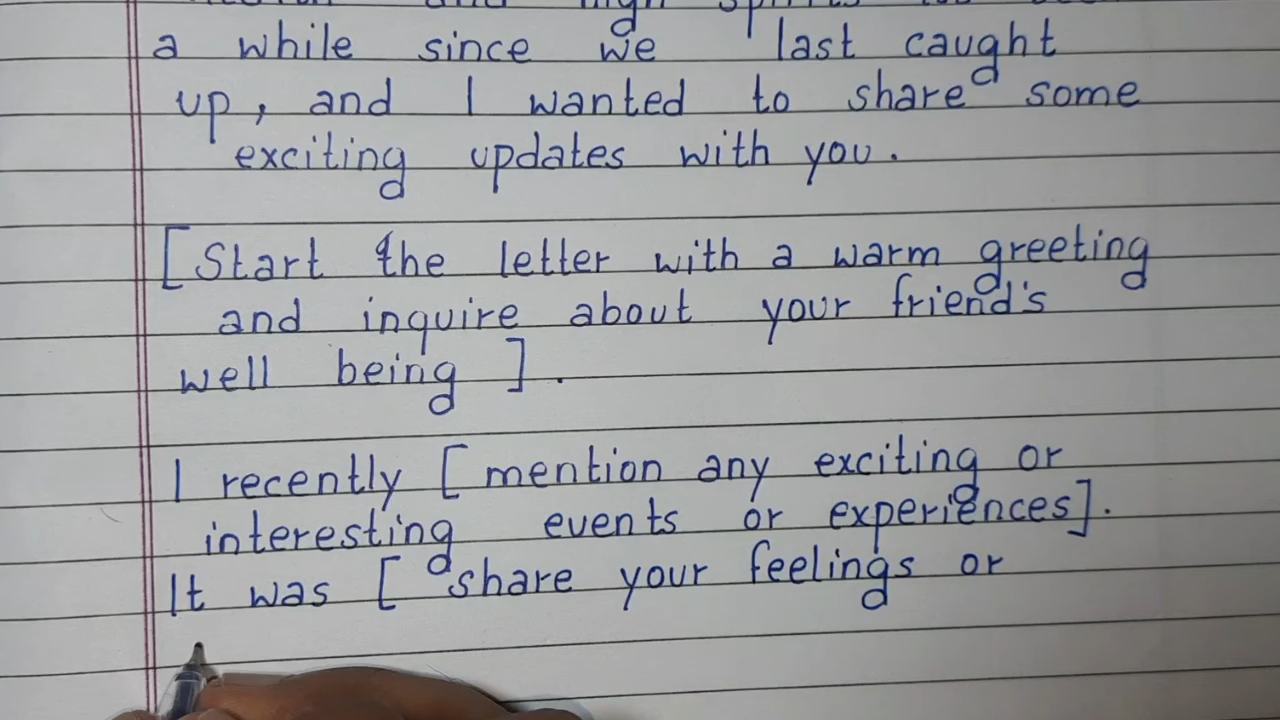 a while since we last caught
up, and I wanted to share some
exciting updates with you.
[Start the letter with a warm greeting
and inquire about your friend's
well being].
I recently [mention any exciting or
interesting events or experiences].
It was [share your feelings or